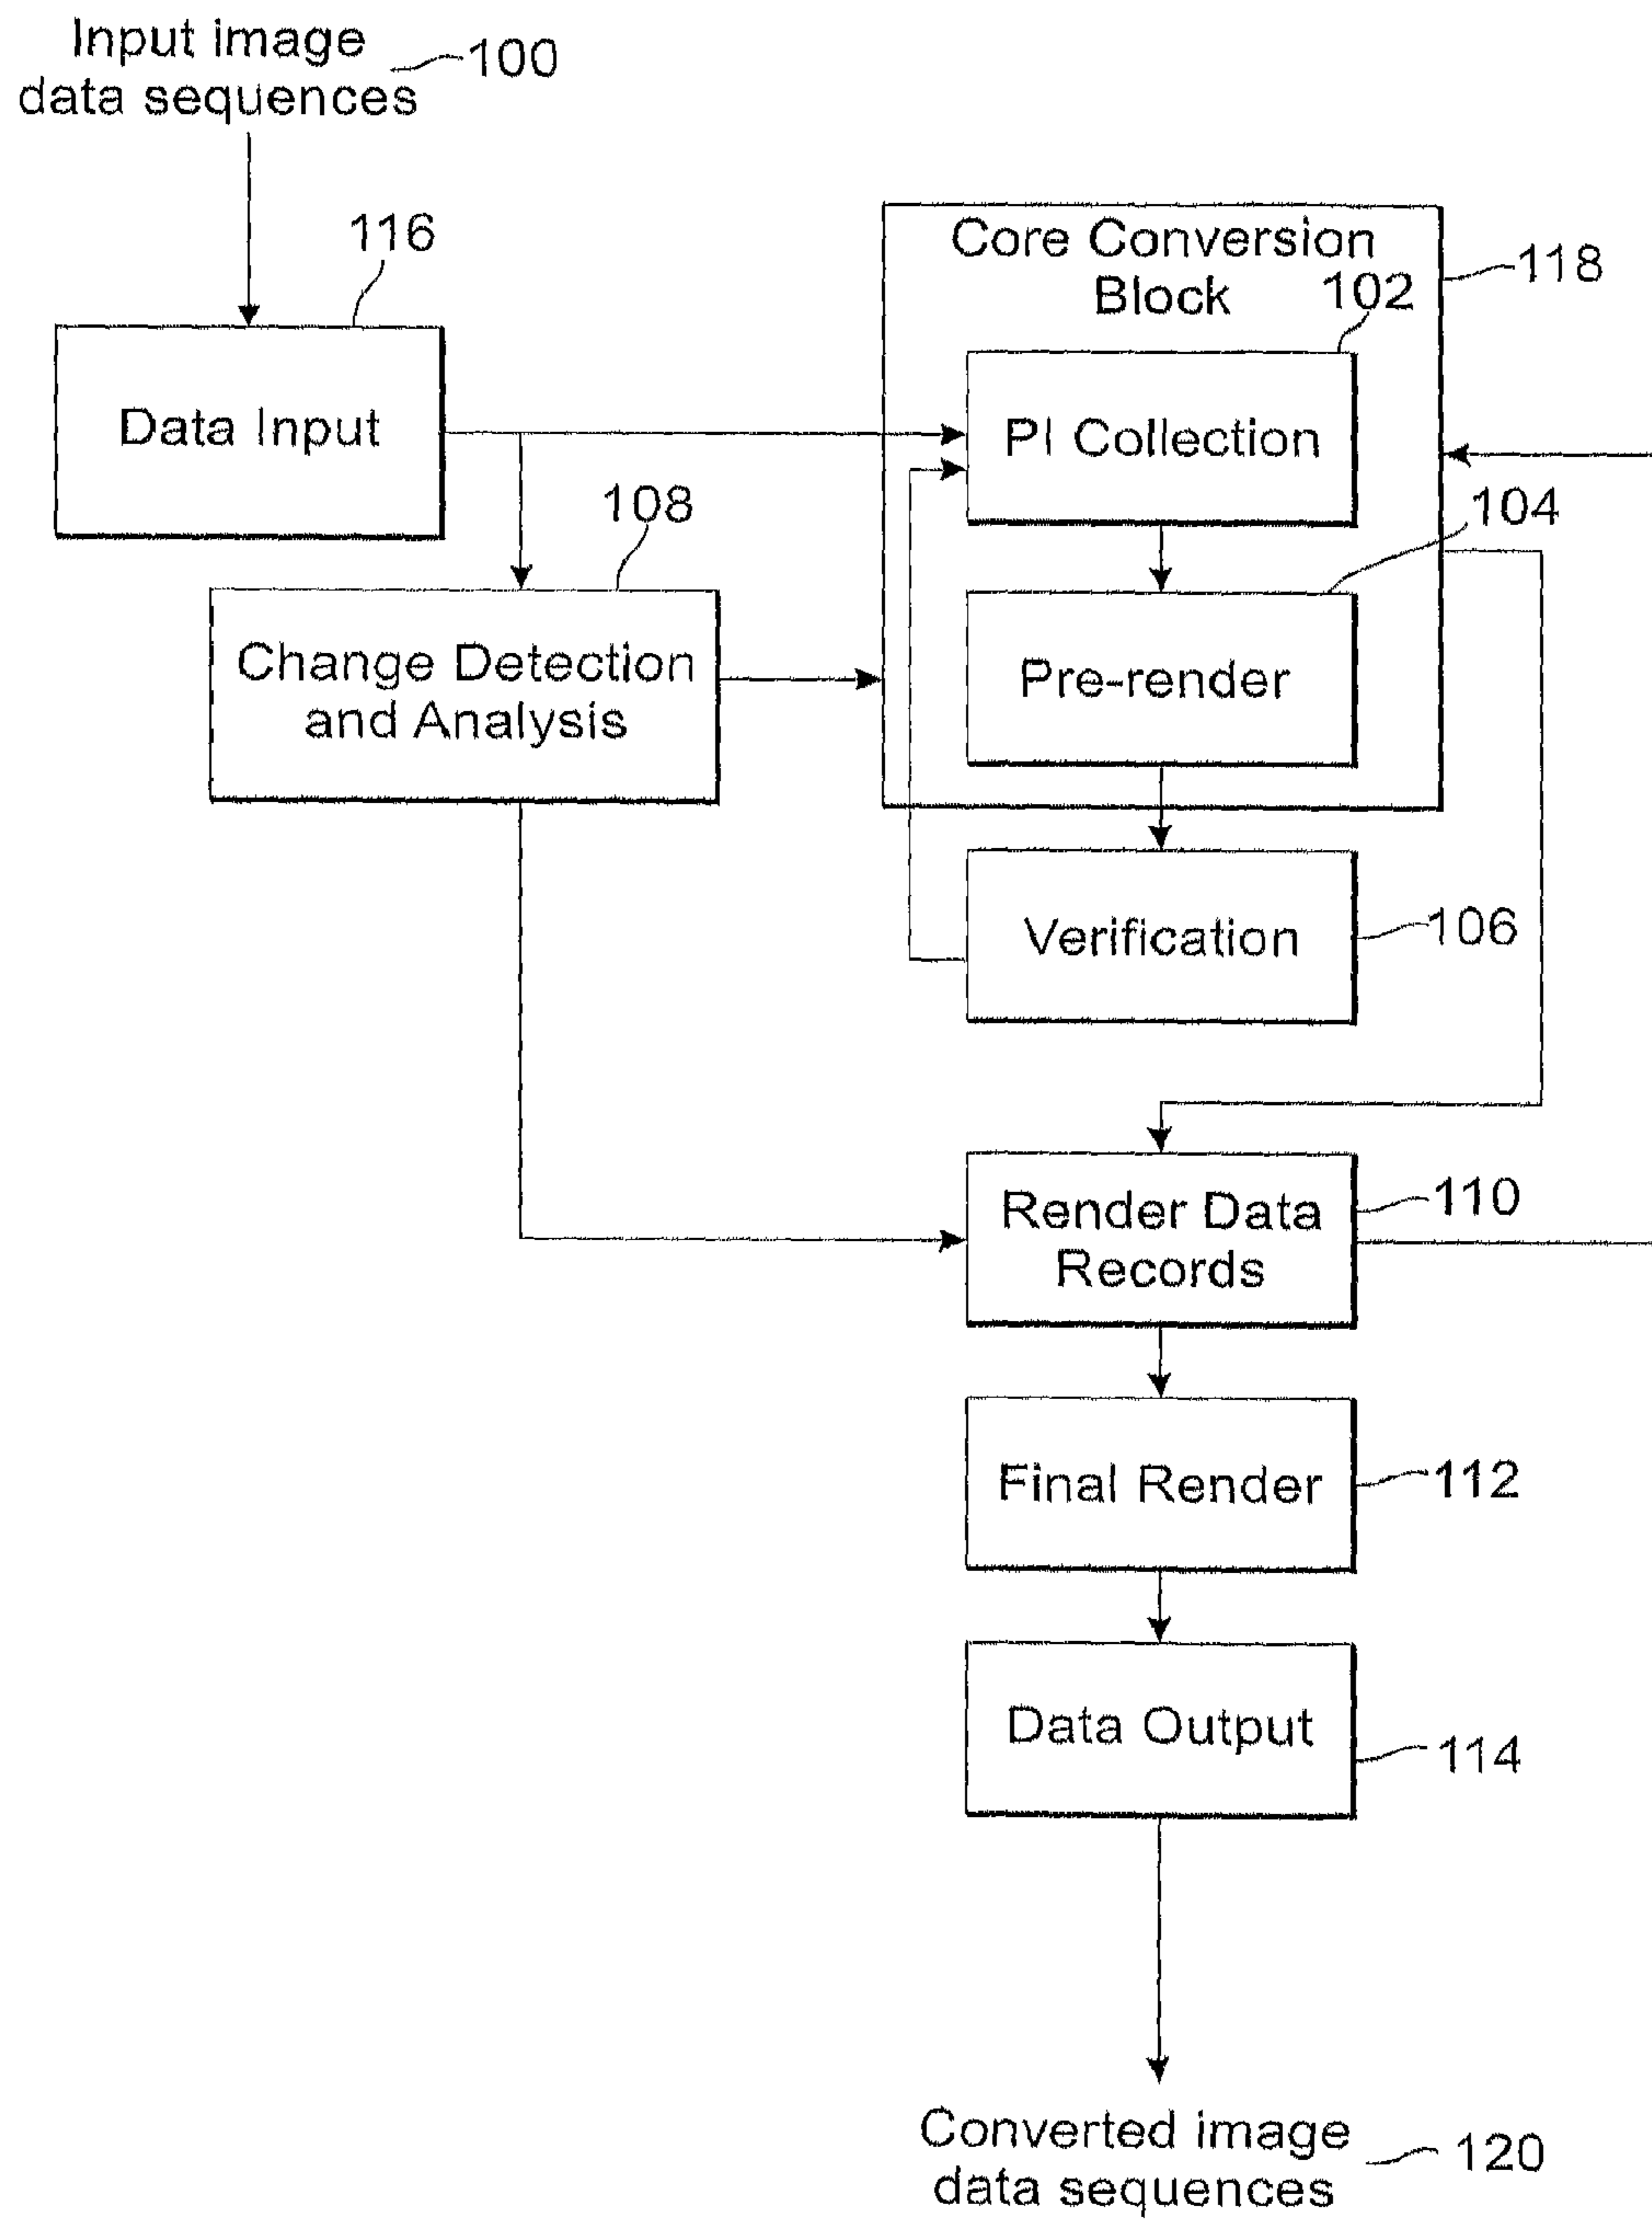 Input image
data sequences
100
116
Data Input
108
Change Detection
and Analysis
Core Conversion
Block
118
102
PI Collection
104
Pre-render
Verification
106
Render Data
Records
110
Final Render
112
Data Output
114
Converted image
data sequences
120